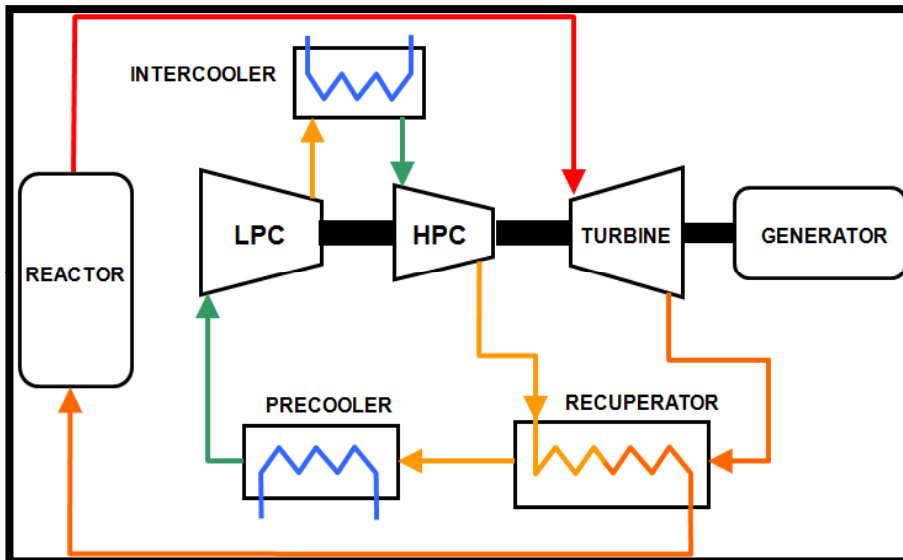 INTERCOOLER
LPC
HPC
TURBINE
GENERATOR
REACTOR
PRECOOLER
RECUPERATOR